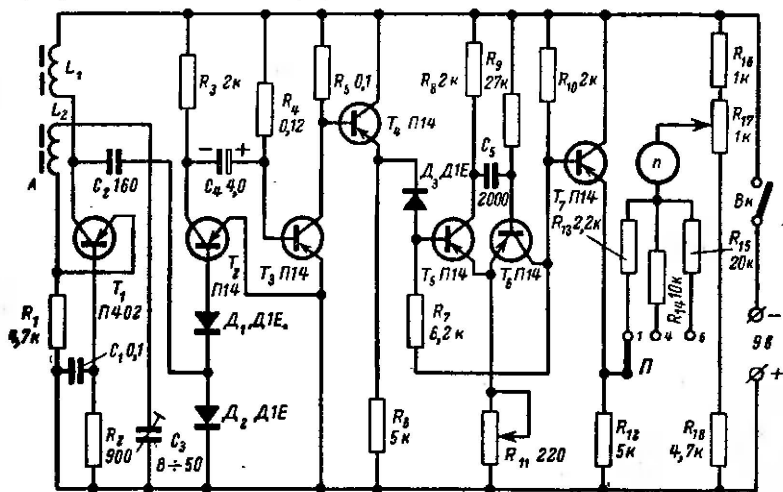 L₁
L₂
А
C₂ 160
R₁
4,7к
C₁ 0,1
T₁
П402
R₂
900
C₃
8÷50
R₃ 2к
R₄
0,12
− +
C₄ 4,0
T₂
П14
Д₁ Д1Е
Д₂ Д1Е
T₃ П14
R₅ 0,1
T₄ П14
R₆
5к
Д₃ Д1Е
R₈ 2к
R₉
27к
C₅
2000
T₅ П14
T₆ П14
R₇
6,2к
R₁₁ 220
R₁₀ 2к
T₇ П14
R₁₃ 2,2к
R₁₄ 10к
R₁₅
20к
1
4
6
П
R₁₂
5к
n
R₁₆
1к
R₁₇
1к
R₁₈
4,7к
Вк
−
9в
+